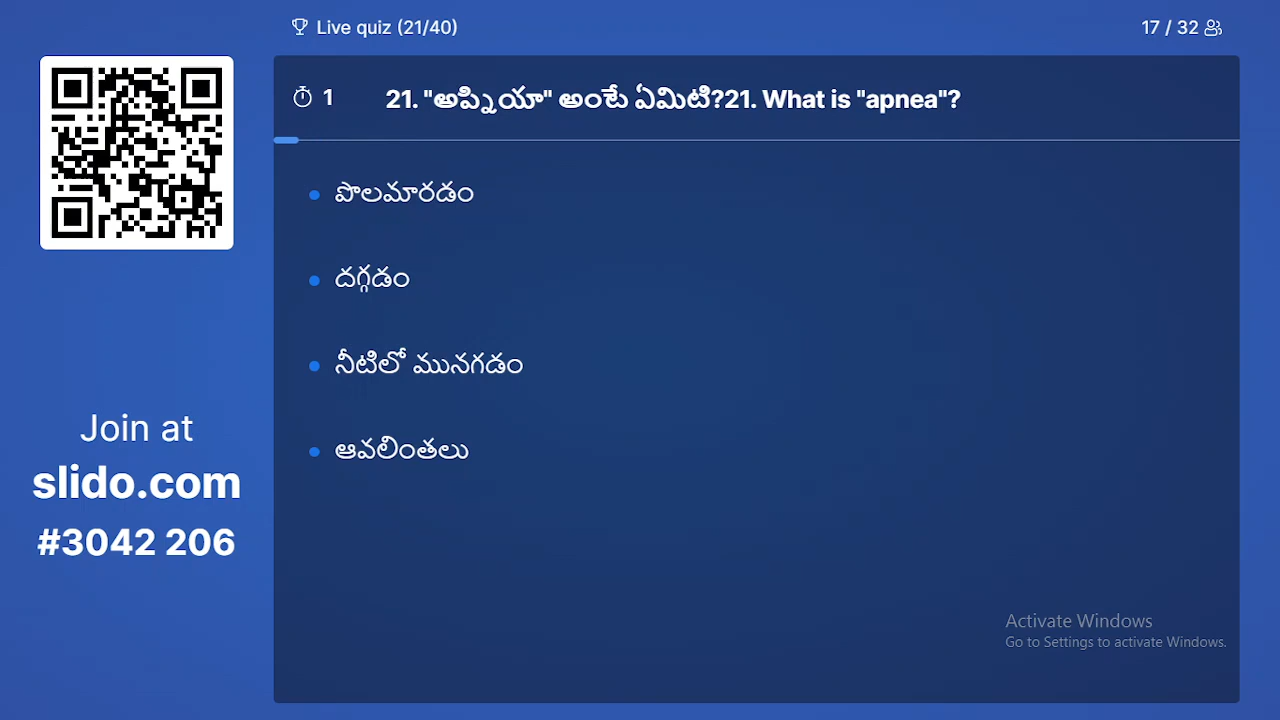 Live quiz (21/40)
17 / 32
1
21. "అప్నియా" అంటే ఏమిటి?21. What is "apnea"?
పొలమారడం
దగ్గడం
నీటిలో మునగడం
ఆవలింతలు
Join at
slido.com
#3042 206
Activate Windows
Go to Settings to activate Windows.